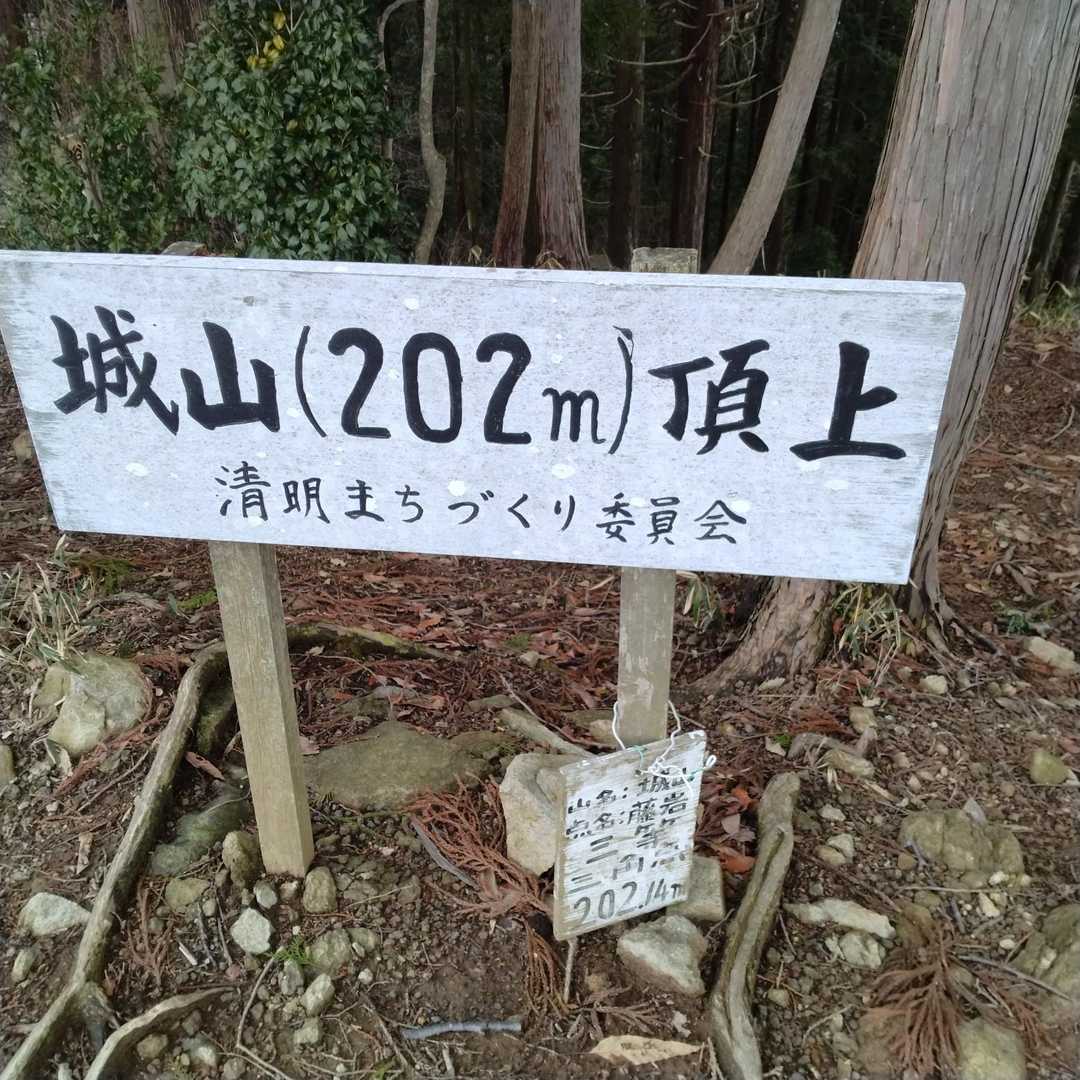 城山(202m)頂上
清明まちづくり委員会
山名:城山
点名:藤岩
三等
三角点
202.14m